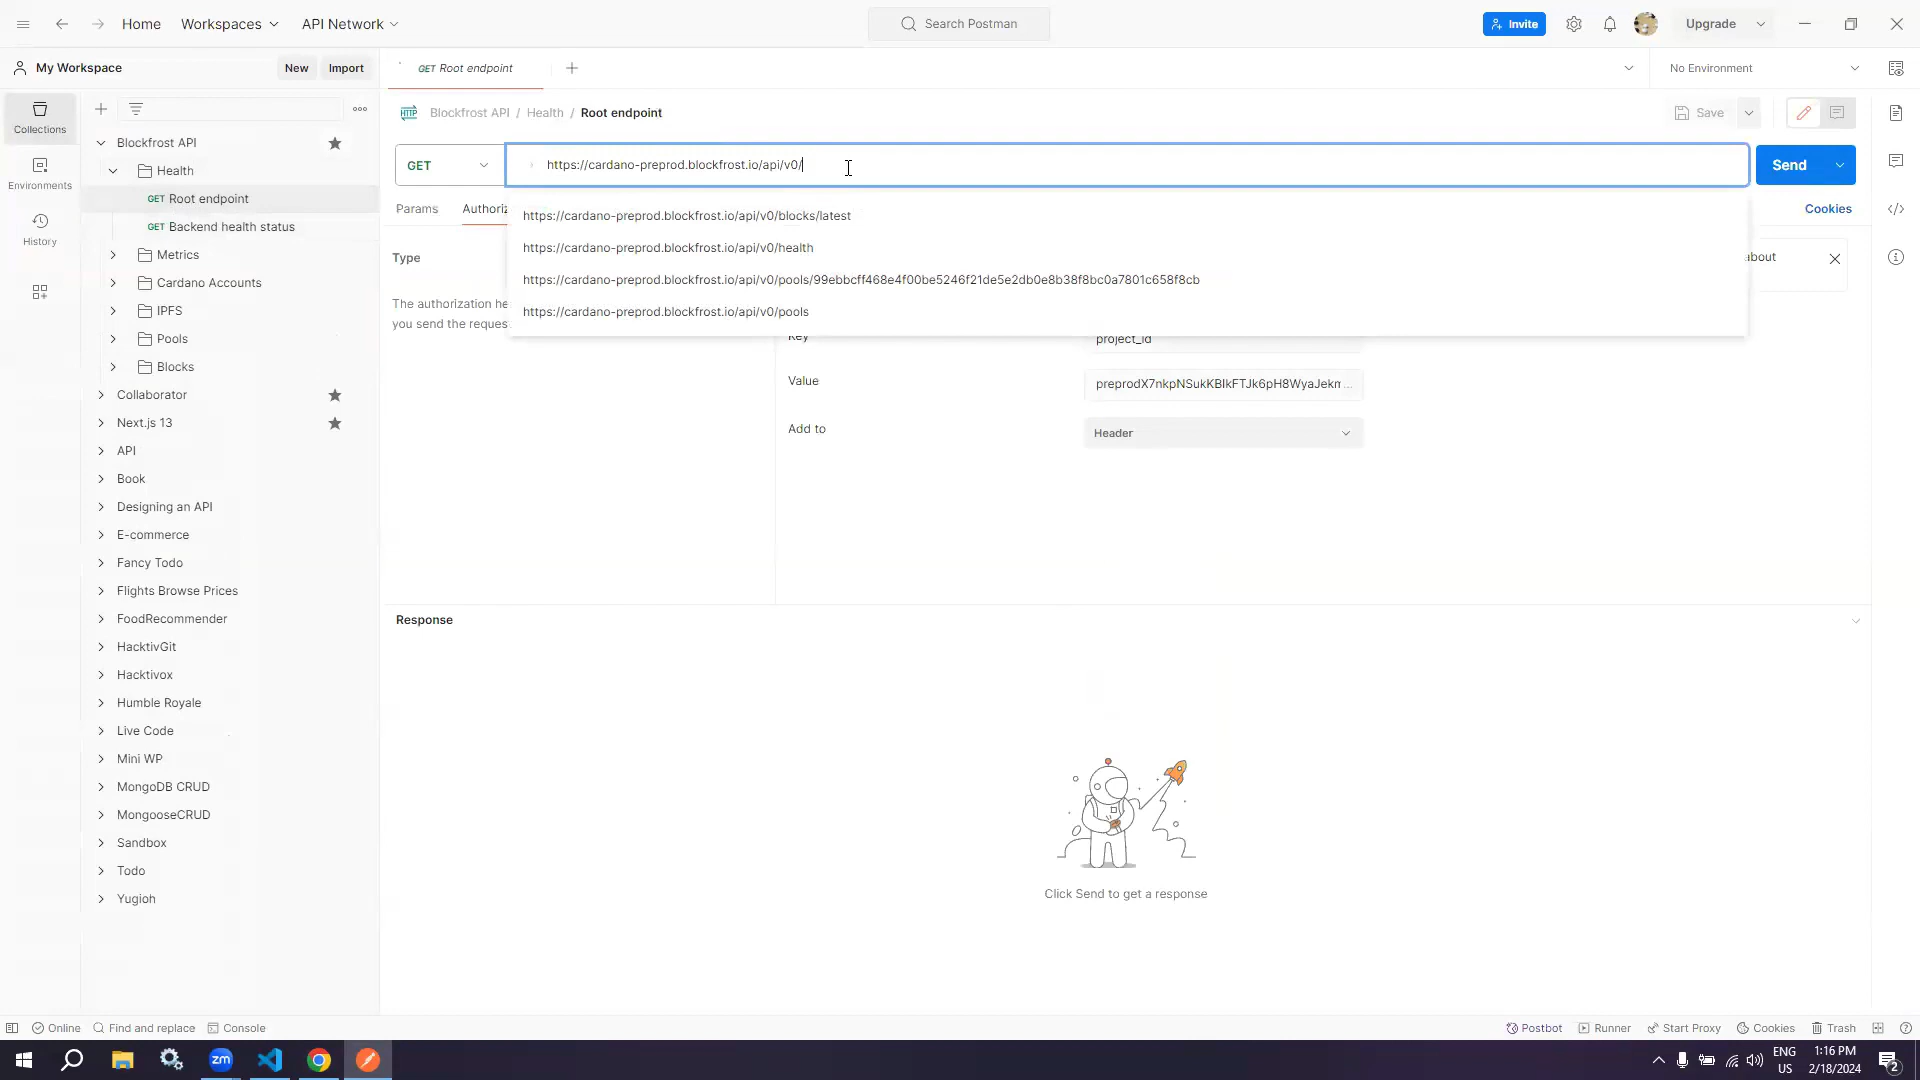 Home Workspaces API Network Search Postman Invite Upgrade
My Workspace New Import GET Root endpoint No Environment
Collections
Environments
History
Blockfrost API
Health
GET Root endpoint
GET Backend health status
Metrics
Cardano Accounts
IPFS
Pools
Blocks
Collaborator
Next.js 13
API
Book
Designing an API
E-commerce
Fancy Todo
Flights Browse Prices
FoodRecommender
HacktivGit
Hacktivox
Humble Royale
Live Code
Mini WP
MongoDB CRUD
MongooseCRUD
Sandbox
Todo
Yugioh
HTTP Blockfrost API / Health / Root endpoint Save
GET https://cardano-preprod.blockfrost.io/api/v0/ Send
Params Authoriz Cookies
https://cardano-preprod.blockfrost.io/api/v0/blocks/latest
https://cardano-preprod.blockfrost.io/api/v0/health
https://cardano-preprod.blockfrost.io/api/v0/pools/99ebbcff468e4f00be5246f21de5e2db0e8b38f8bc0a7801c658f8cb
https://cardano-preprod.blockfrost.io/api/v0/pools
Type
about
The authorization he
you send the reques
Key project_id
Value preprodX7nkpNSukKBIkFTJk6pH8WyaJekm...
Add to Header
Response
Click Send to get a response
Online Find and replace Console Postbot Runner Start Proxy Cookies Trash
zm
ENG
US
1:16 PM
2/18/2024
2